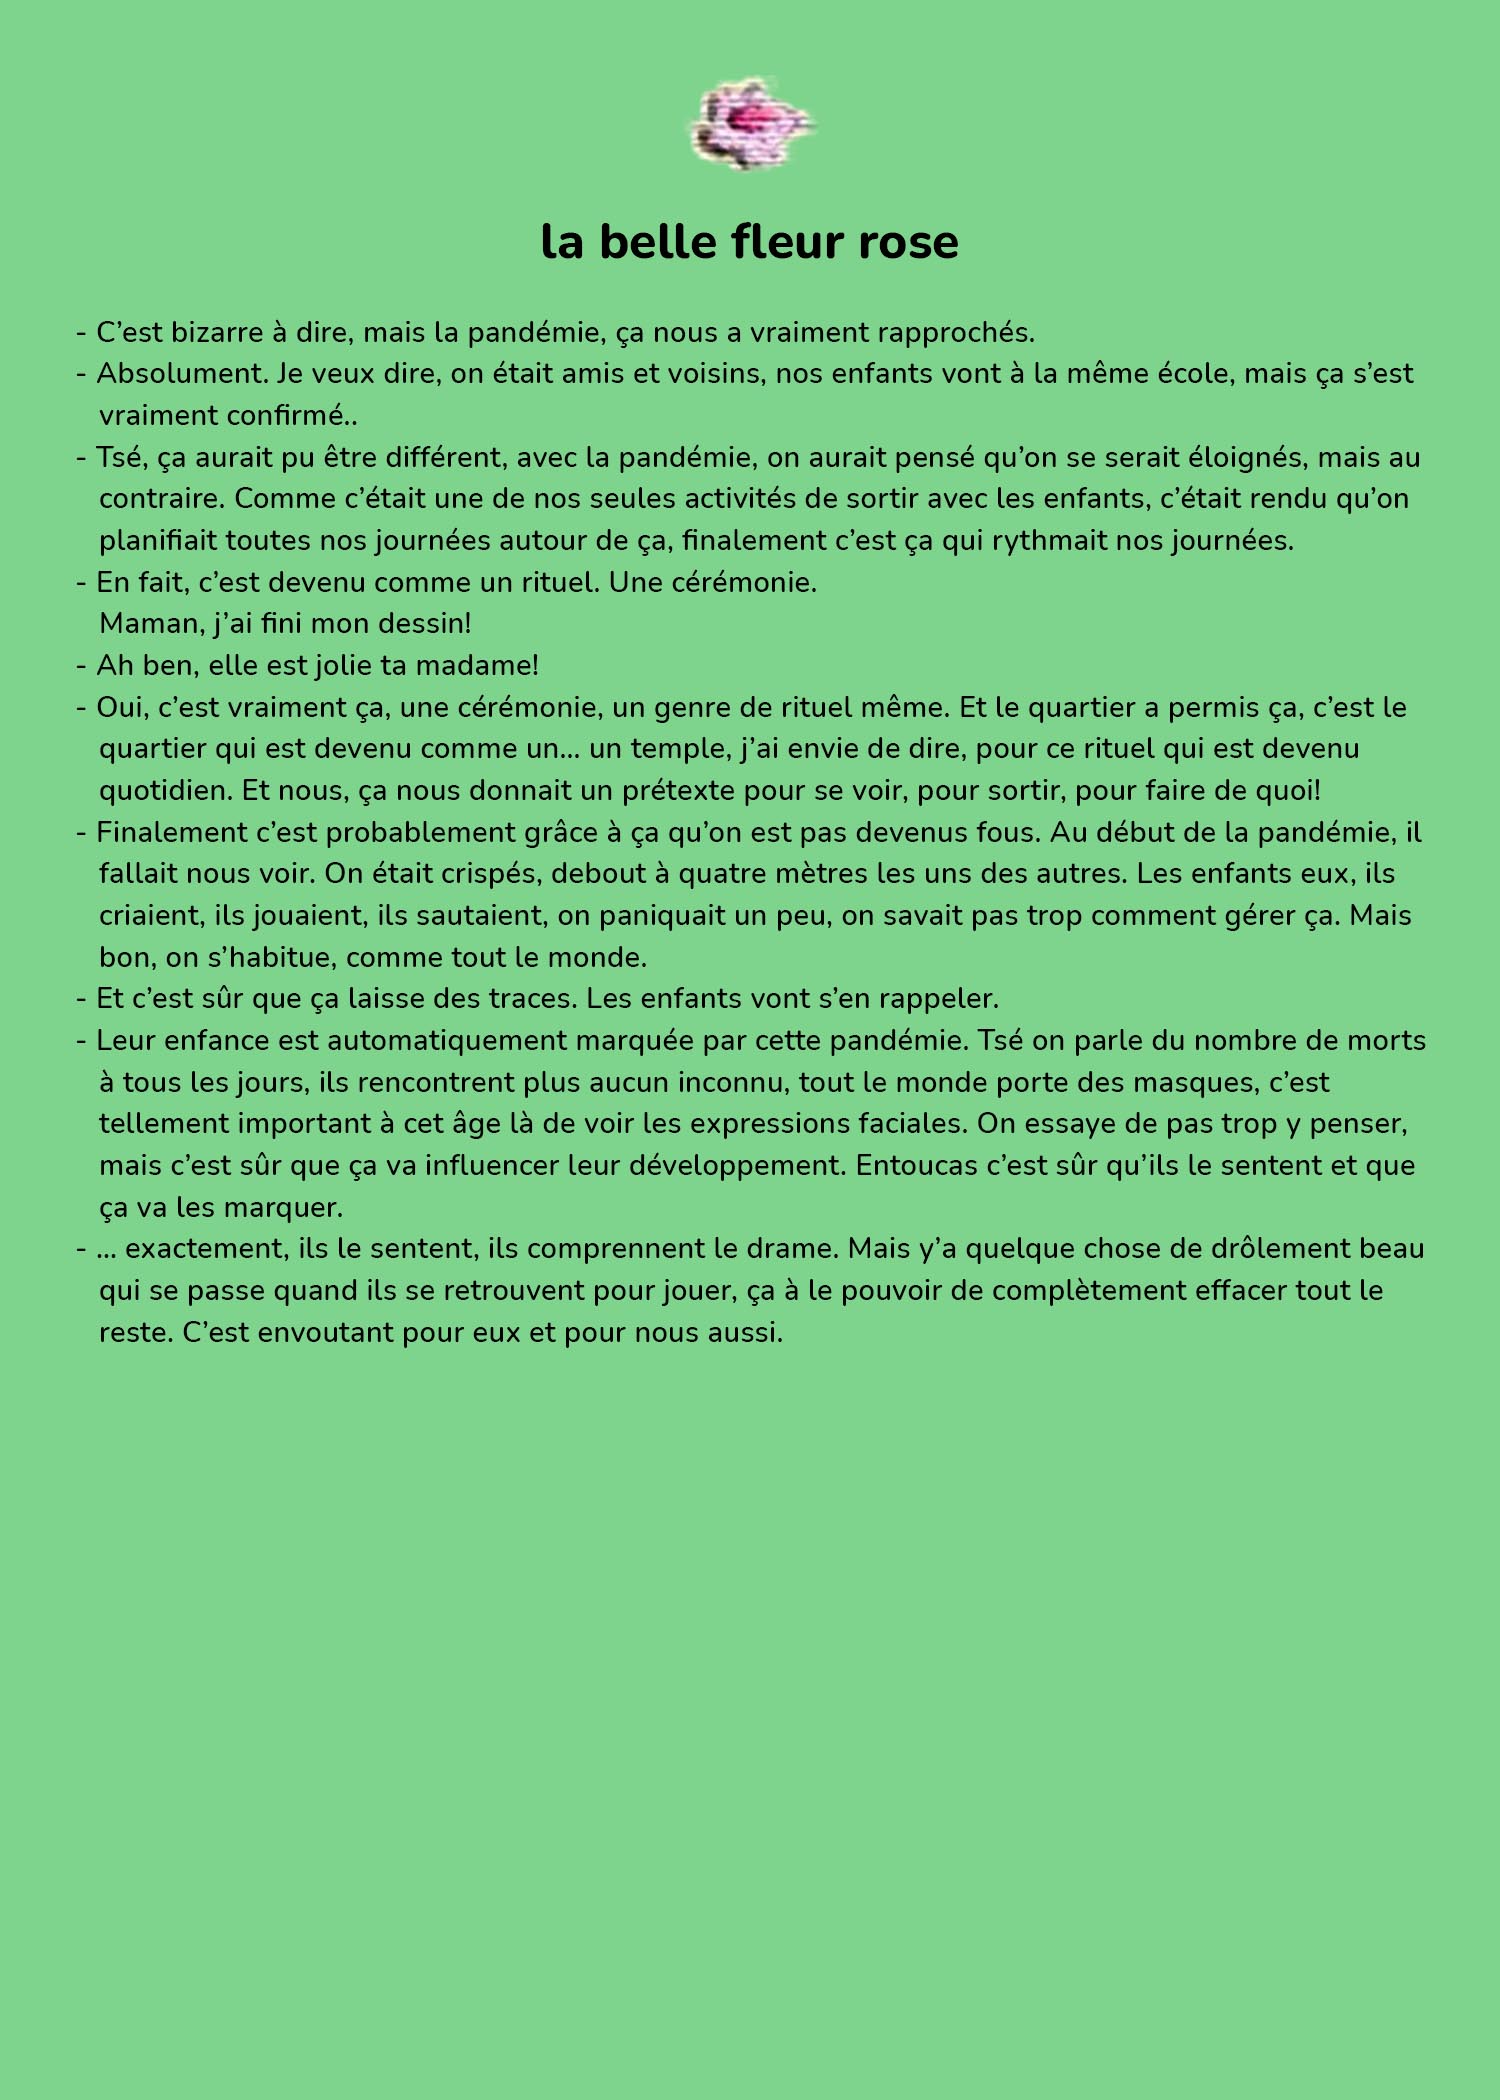 la belle fleur rose
- C’est bizarre à dire, mais la pandémie, ça nous a vraiment rapprochés.
- Absolument. Je veux dire, on était amis et voisins, nos enfants vont à la même école, mais ça s’est
vraiment confirmé..
- Tsé, ça aurait pu être différent, avec la pandémie, on aurait pensé qu’on se serait éloignés, mais au
contraire. Comme c’était une de nos seules activités de sortir avec les enfants, c’était rendu qu’on
planifiait toutes nos journées autour de ça, finalement c’est ça qui rythmait nos journées.
- En fait, c’est devenu comme un rituel. Une cérémonie.
Maman, j’ai fini mon dessin!
- Ah ben, elle est jolie ta madame!
- Oui, c’est vraiment ça, une cérémonie, un genre de rituel même. Et le quartier a permis ça, c’est le
quartier qui est devenu comme un... un temple, j’ai envie de dire, pour ce rituel qui est devenu
quotidien. Et nous, ça nous donnait un prétexte pour se voir, pour sortir, pour faire de quoi!
- Finalement c’est probablement grâce à ça qu’on est pas devenus fous. Au début de la pandémie, il
fallait nous voir. On était crispés, debout à quatre mètres les uns des autres. Les enfants eux, ils
criaient, ils jouaient, ils sautaient, on paniquait un peu, on savait pas trop comment gérer ça. Mais
bon, on s’habitue, comme tout le monde.
- Et c’est sûr que ça laisse des traces. Les enfants vont s’en rappeler.
- Leur enfance est automatiquement marquée par cette pandémie. Tsé on parle du nombre de morts
à tous les jours, ils rencontrent plus aucun inconnu, tout le monde porte des masques, c’est
tellement important à cet âge là de voir les expressions faciales. On essaye de pas trop y penser,
mais c’est sûr que ça va influencer leur développement. Entoucas c’est sûr qu’ils le sentent et que
ça va les marquer.
- ... exactement, ils le sentent, ils comprennent le drame. Mais y’a quelque chose de drôlement beau
qui se passe quand ils se retrouvent pour jouer, ça à le pouvoir de complètement effacer tout le
reste. C’est envoutant pour eux et pour nous aussi.